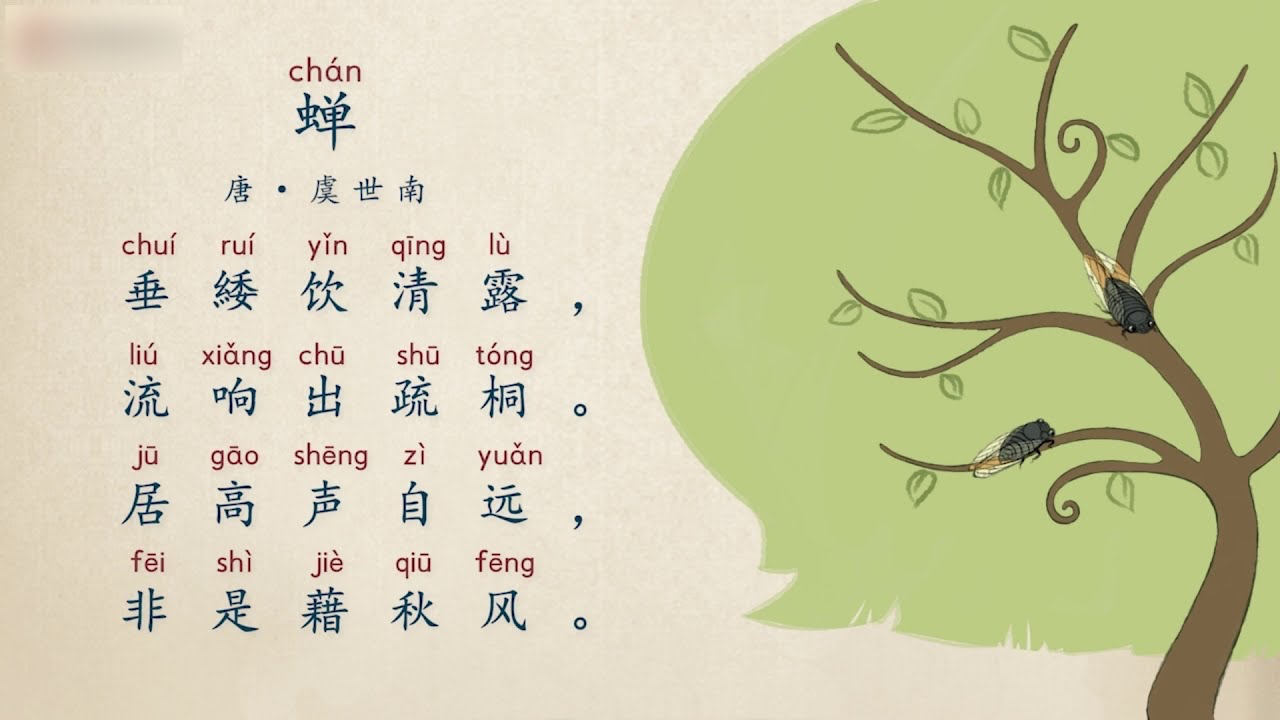 chán
蝉
唐·虞世南
chuí ruí yǐn qīng lù
垂緌饮清露，
liú xiǎng chū shū tóng
流响出疏桐。
jū gāo shēng zì yuǎn
居高声自远，
fēi shì jiè qiū fēng
非是藉秋风。